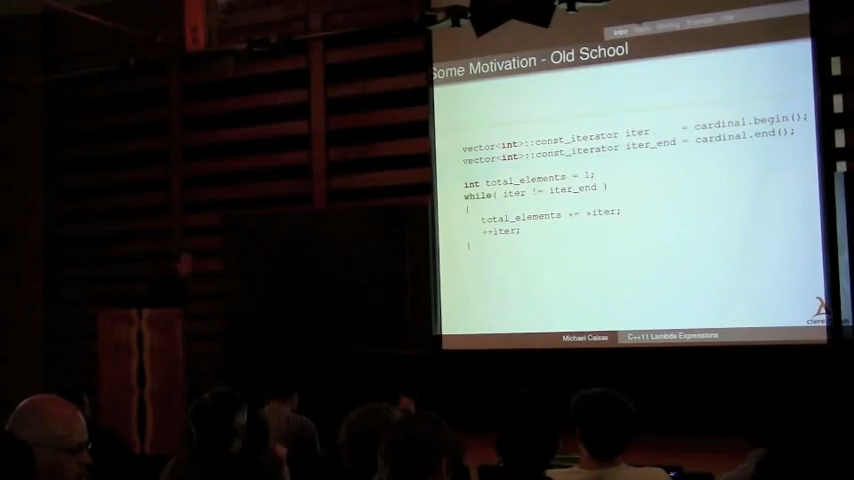 Intro
Some Motivation - Old School
vector<int>::const_iterator iter = cardinal.begin();
vector<int>::const_iterator iter_end = cardinal.end();
int total_elements = 1;
while( iter != iter_end )
{
total_elements += *iter;
++iter;
}
Michael Caisse
C++11 Lambda Expressions